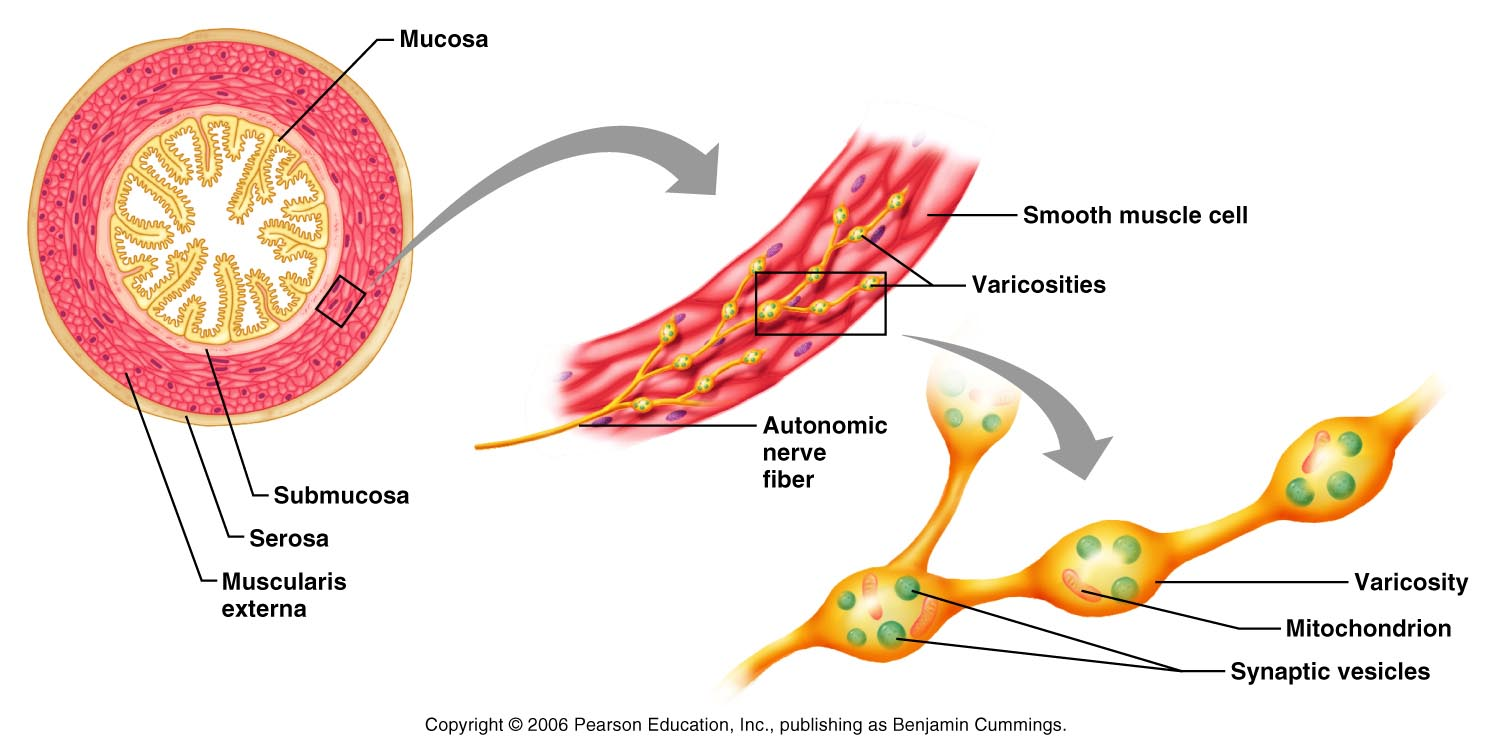 Mucosa
Smooth muscle cell
Varicosities
Autonomic
nerve
fiber
Submucosa
Serosa
Muscularis
externa
Varicosity
Mitochondrion
Synaptic vesicles
Copyright © 2006 Pearson Education, Inc., publishing as Benjamin Cummings.